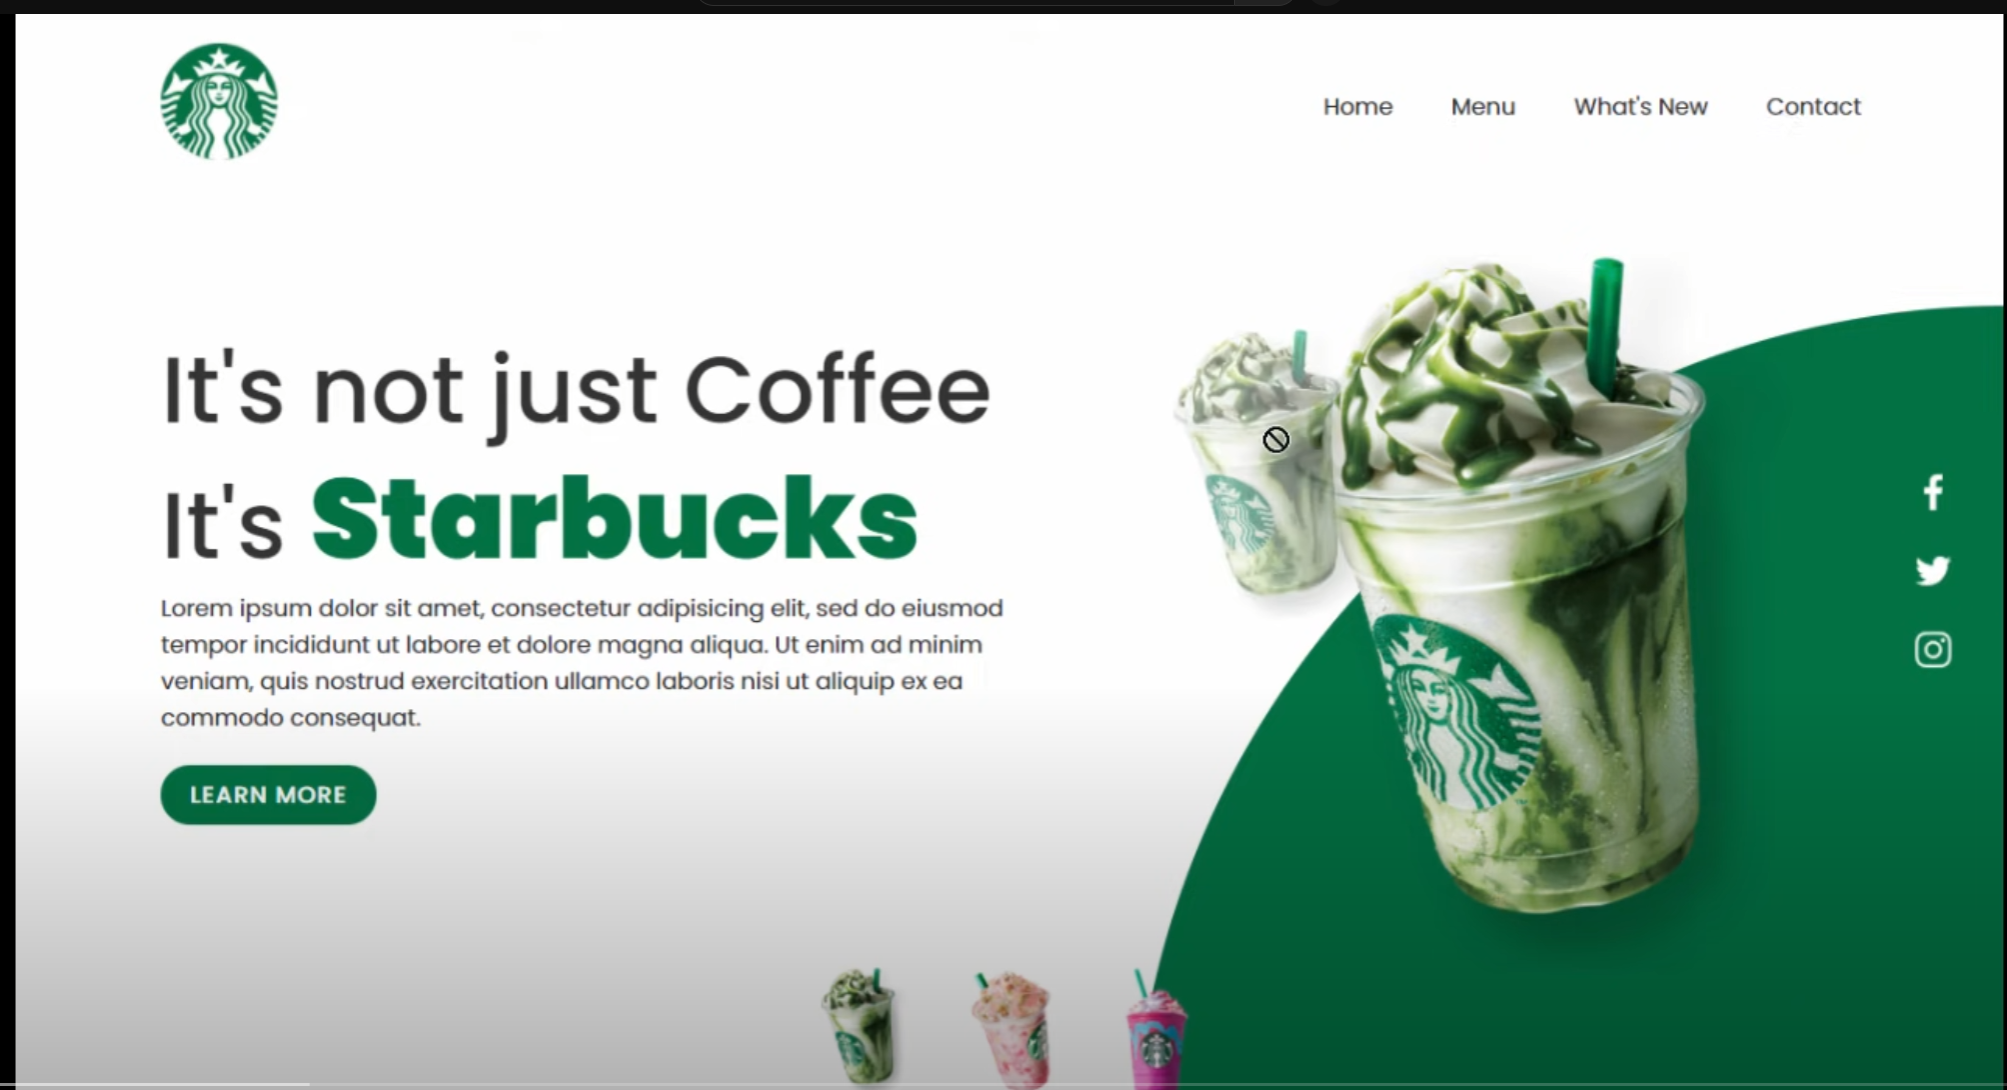 Home Menu What's New Contact
It's not just Coffee
It's Starbucks
Lorem ipsum dolor sit amet, consectetur adipisicing elit, sed do eiusmod
tempor incididunt ut labore et dolore magna aliqua. Ut enim ad minim
veniam, quis nostrud exercitation ullamco laboris nisi ut aliquip ex ea
commodo consequat.
LEARN MORE